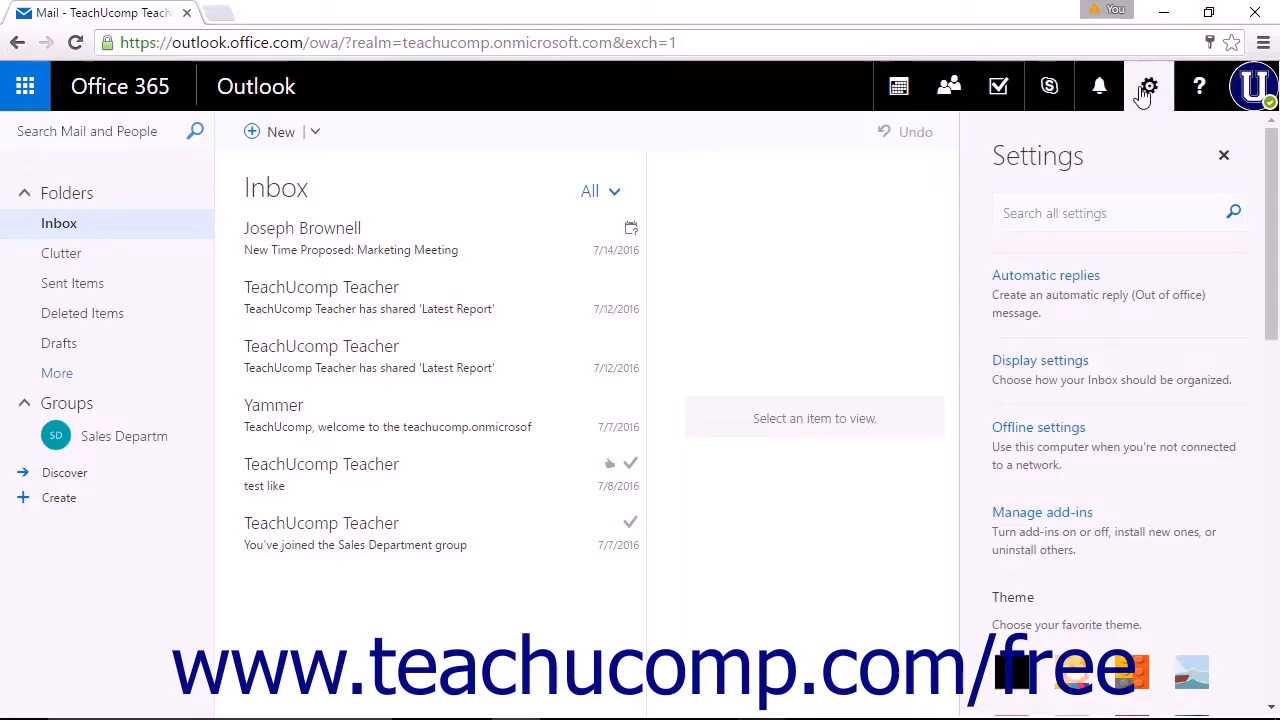 Mail - TeachUcomp Teach
You
https://outlook.office.com/owa/?realm=teachucomp.onmicrosoft.com&exch=1
Office 365
Outlook
Search Mail and People
New
Undo
Folders
Inbox
Clutter
Sent Items
Deleted Items
Drafts
More
Groups
SD
Sales Departm
Discover
Create
Inbox
All
Joseph Brownell
New Time Proposed: Marketing Meeting
7/14/2016
TeachUcomp Teacher
TeachUcomp Teacher has shared 'Latest Report'
7/12/2016
TeachUcomp Teacher
TeachUcomp Teacher has shared 'Latest Report'
7/12/2016
Yammer
TeachUcomp, welcome to the teachucomp.onmicrosof
7/7/2016
TeachUcomp Teacher
test like
7/8/2016
TeachUcomp Teacher
You've joined the Sales Department group
7/7/2016
Select an item to view.
?
U
Settings
Search all settings
Automatic replies
Create an automatic reply (Out of office)
message.
Display settings
Choose how your Inbox should be organized.
Offline settings
Use this computer when you're not connected
to a network.
Manage add-ins
Turn add-ins on or off, install new ones, or
uninstall others.
Theme
Choose your favorite theme.
www.teachucomp.com/free